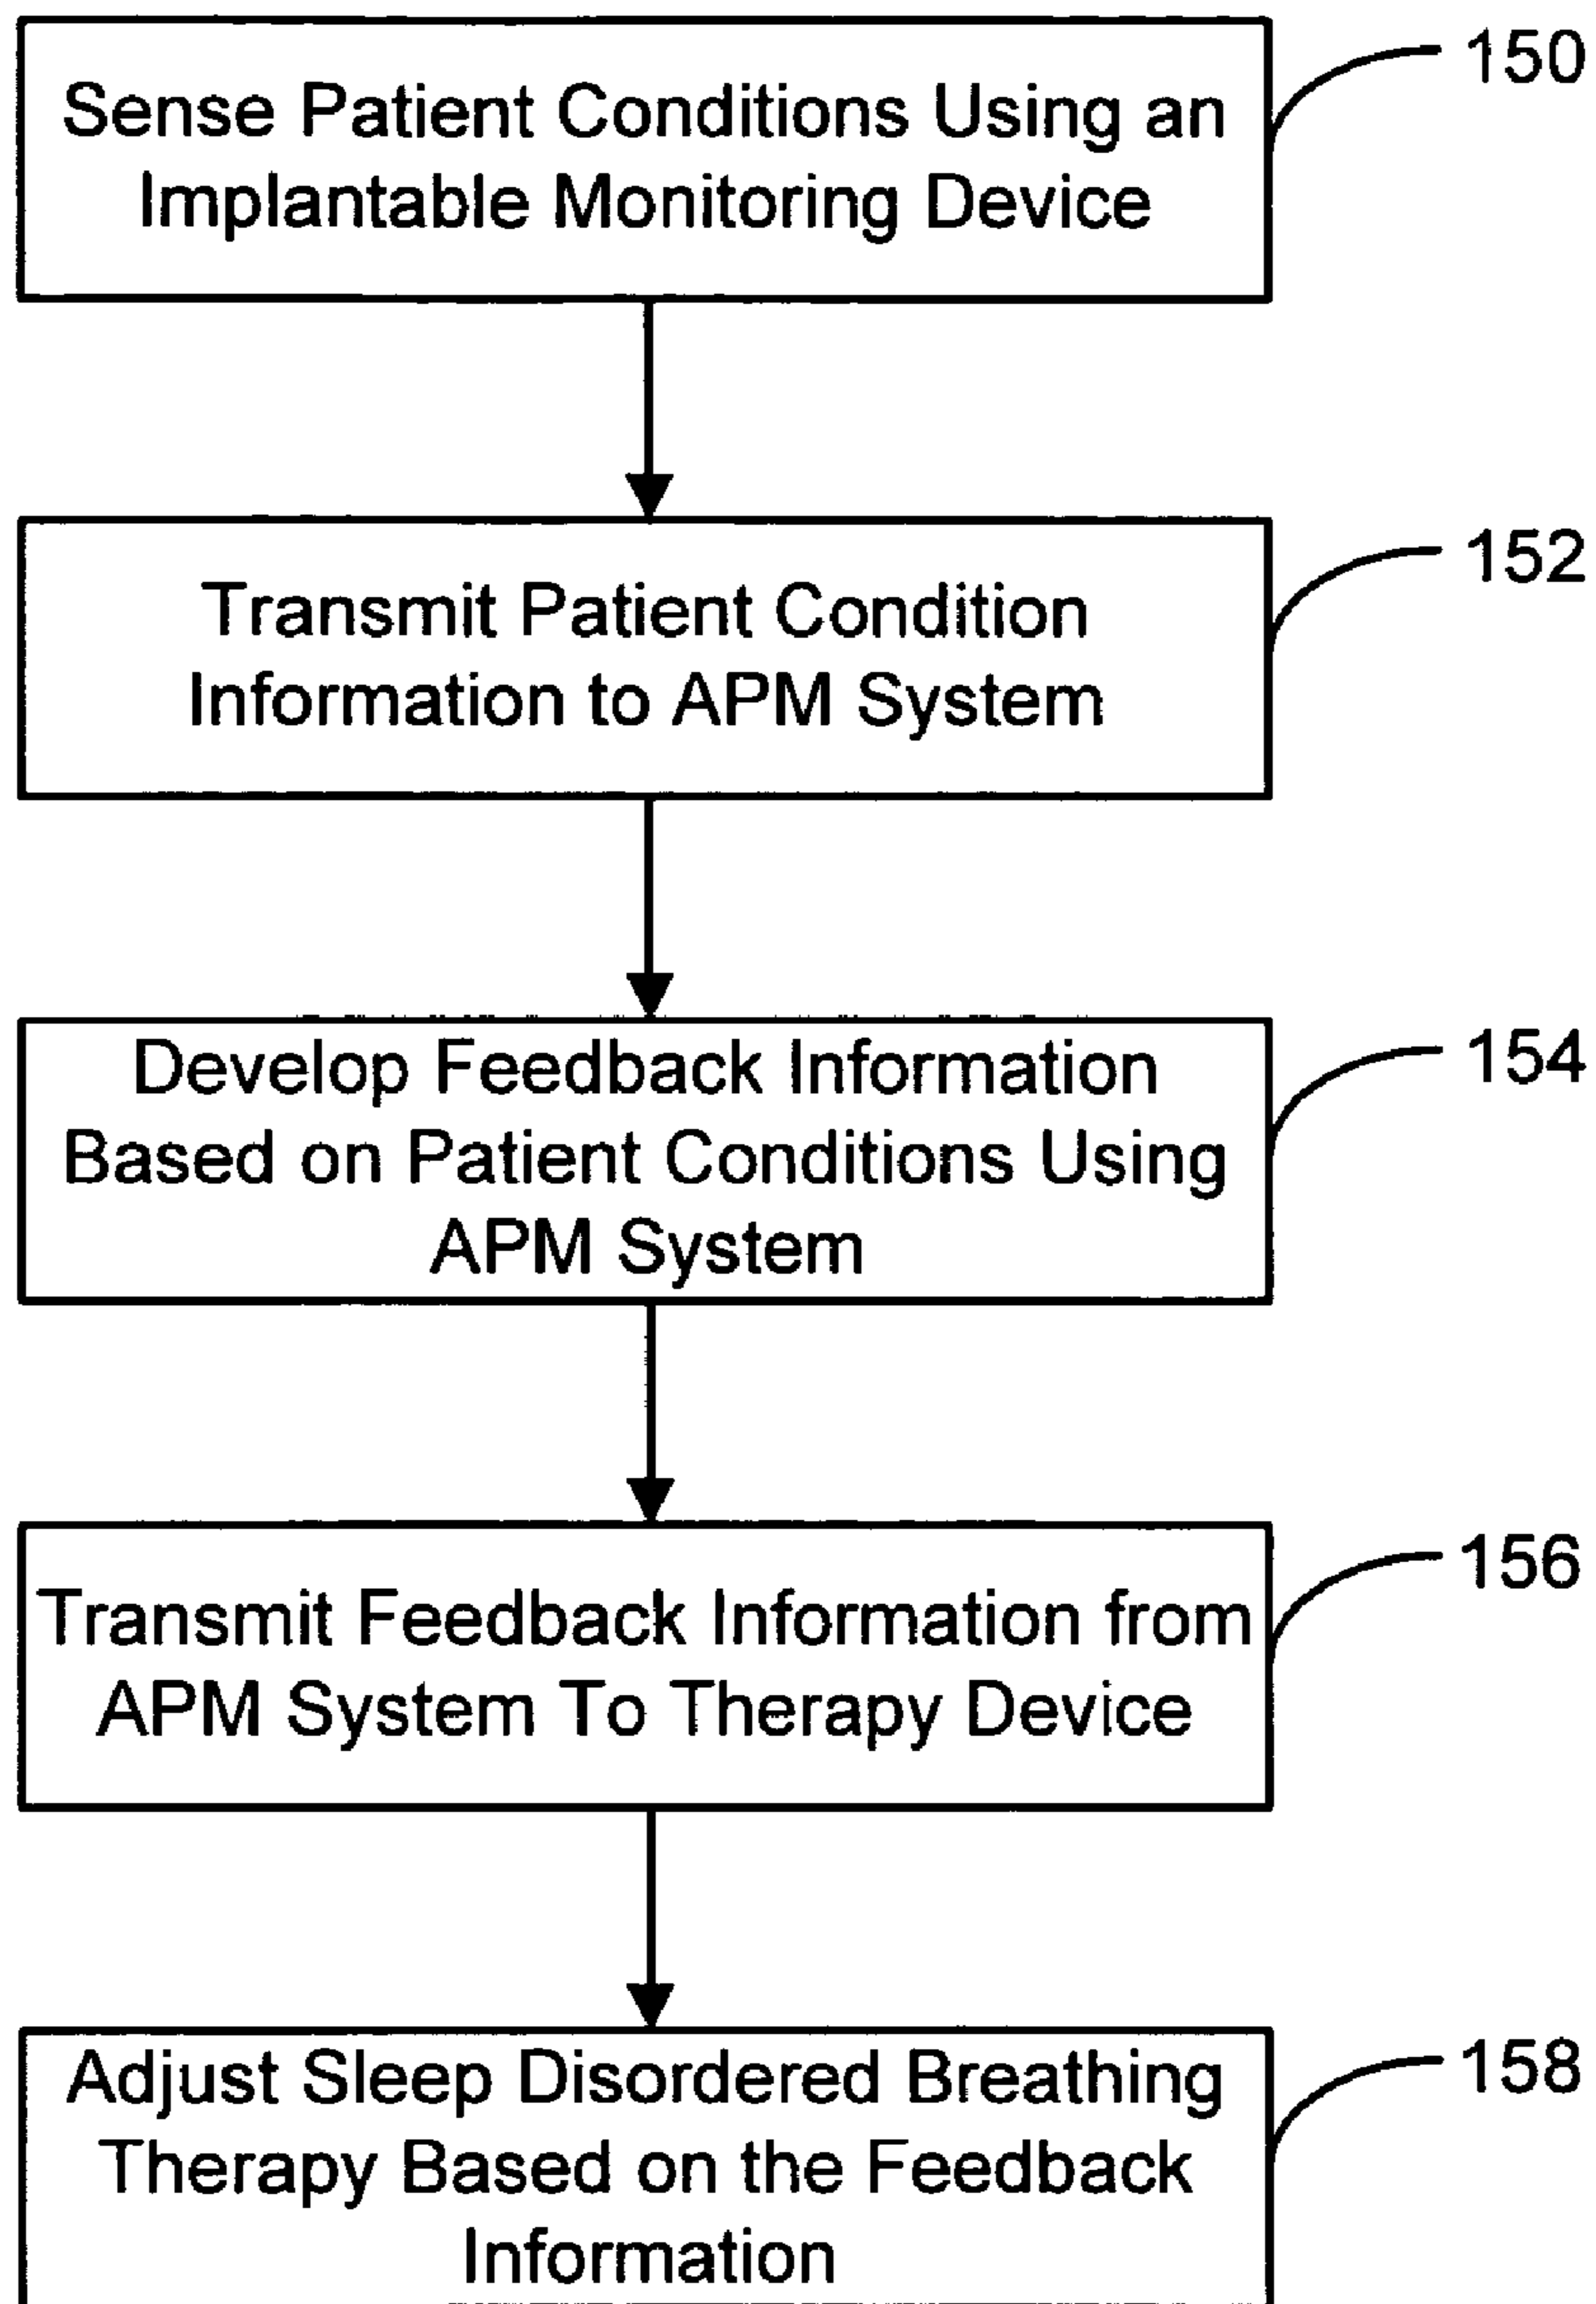 Sense Patient Conditions Using an
Implantable Monitoring Device
150
Transmit Patient Condition
Information to APM System
152
Develop Feedback Information
Based on Patient Conditions Using
APM System
154
Transmit Feedback Information from
APM System To Therapy Device
156
Adjust Sleep Disordered Breathing
Therapy Based on the Feedback
Information
158